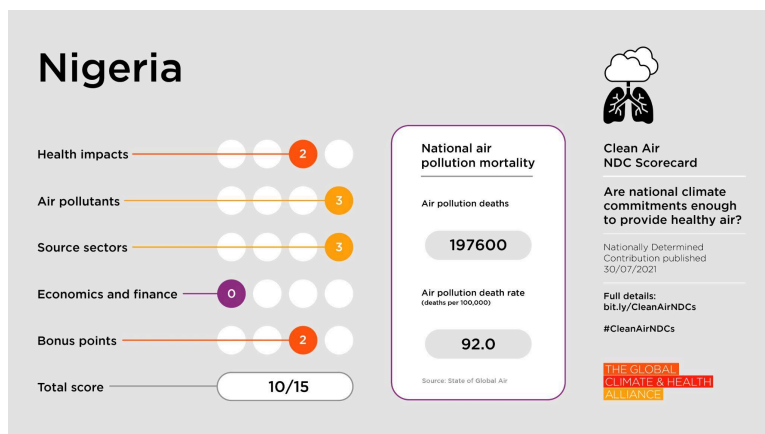 Nigeria
Health impacts
2
Air pollutants
3
Source sectors
3
Economics and finance
0
Bonus points
2
Total score
10/15
National air
pollution mortality
Air pollution deaths
197600
Air pollution death rate
(deaths per 100,000)
92.0
Source: State of Global Air
Clean Air
NDC Scorecard
Are national climate
commitments enough
to provide healthy air?
Nationally Determined
Contribution published
30/07/2021
Full details:
bit.ly/CleanAirNDCs
#CleanAirNDCs
THE GLOBAL
CLIMATE & HEALTH
ALLIANCE